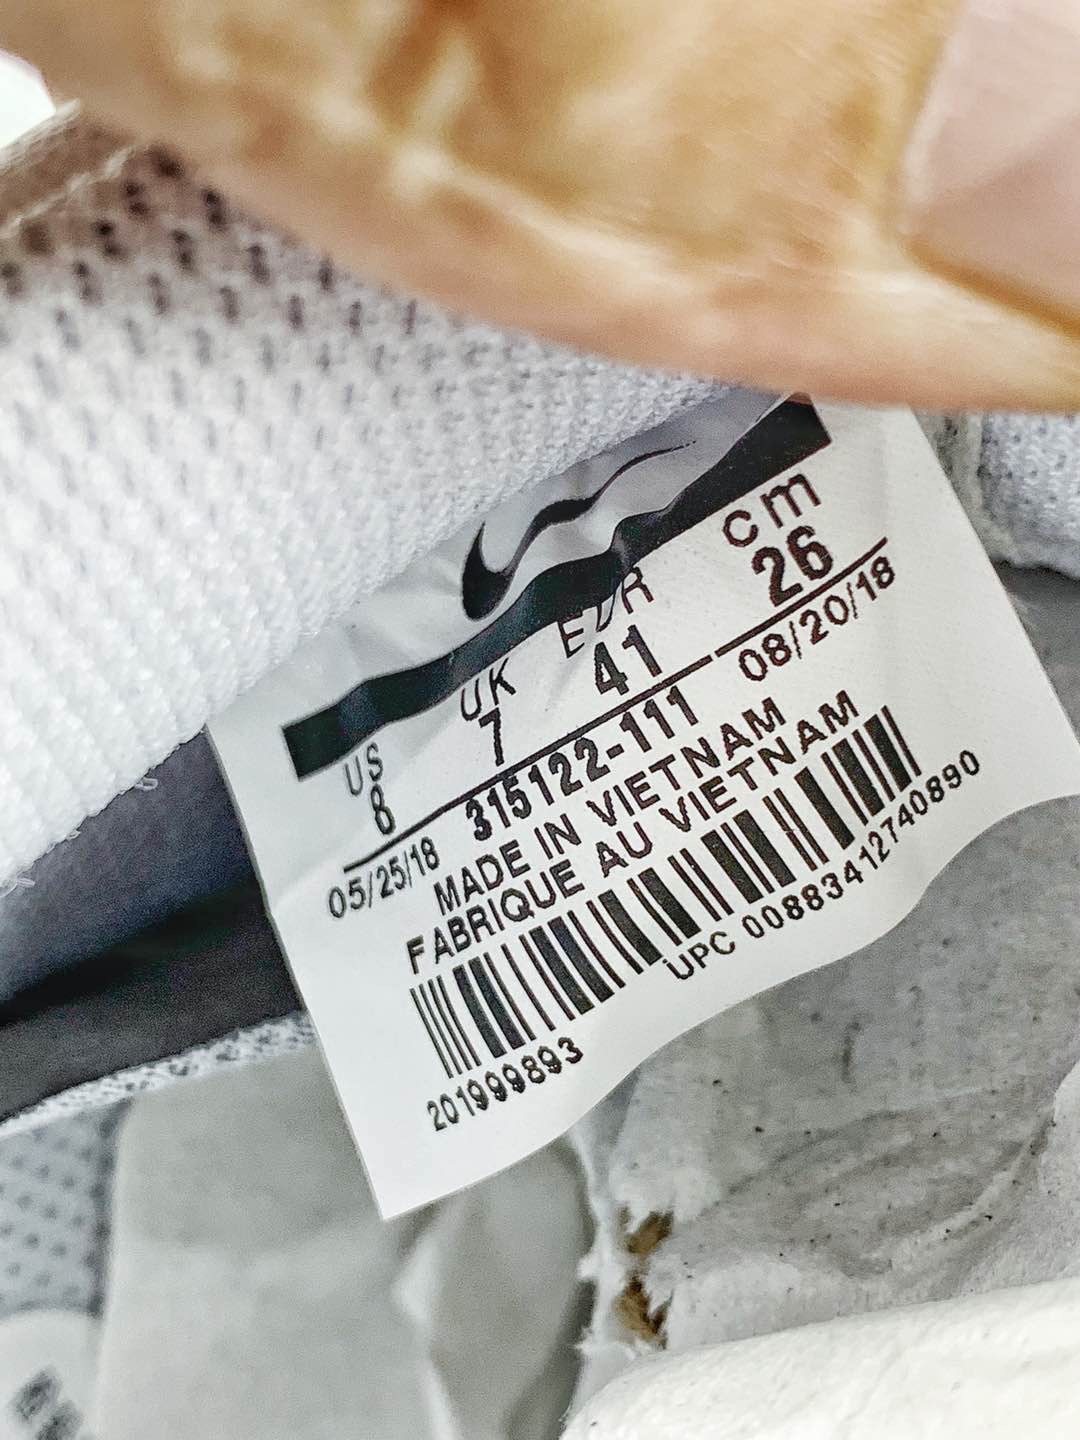 US UK EUR cm
8 7 41 26
05/25/18 315122-111 08/20/18
MADE IN VIETNAM
FABRIQUE AU VIETNAM
UPC 00883412740890
201999893